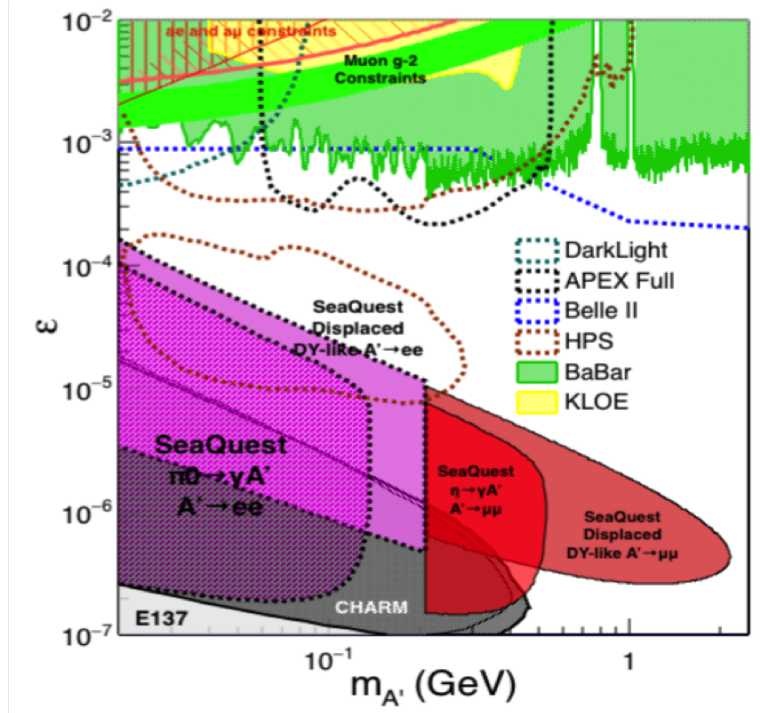 10⁻²
ae and aμ constraints
Muon g-2
Constraints
10⁻³
10⁻⁴
DarkLight
APEX Full
Belle II
HPS
BaBar
KLOE
SeaQuest
Displaced
DY-like A'→ee
ε
10⁻⁵
SeaQuest
π0→γA'
A'→ee
SeaQuest
η→γA'
A'→μμ
SeaQuest
Displaced
DY-like A'→μμ
10⁻⁶
CHARM
E137
10⁻⁷
10⁻¹
1
m_A' (GeV)